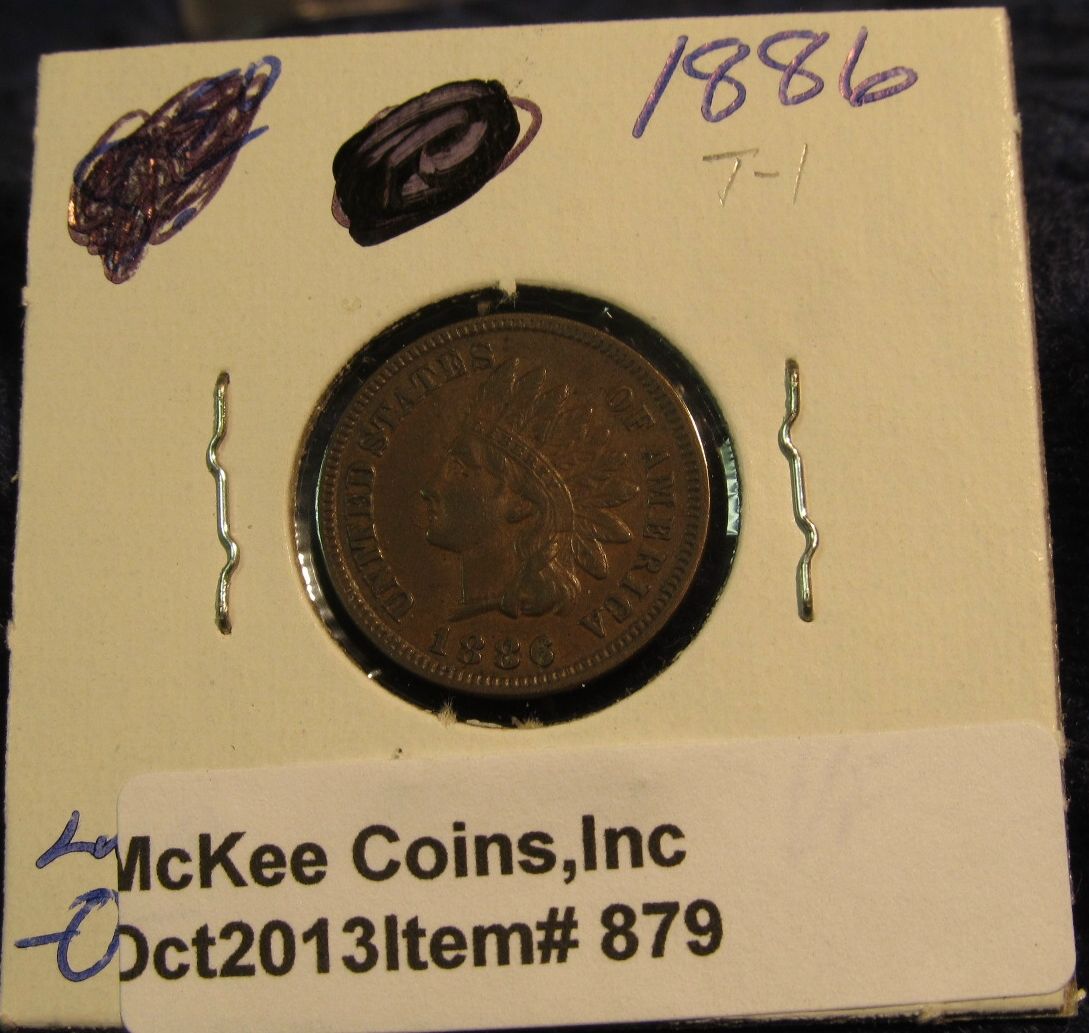 1886
T-1
UNITED STATES OF AMERICA
1886
McKee Coins,Inc
Oct2013Item# 879